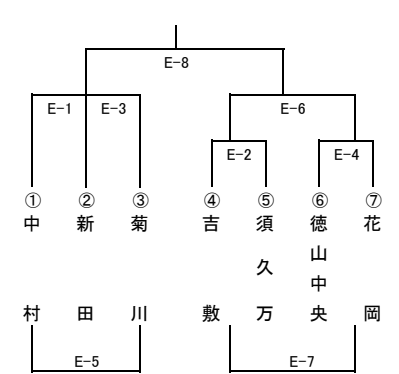 E-8
E-1 E-3 E-6
E-2 E-4
① ② ③ ④ ⑤ ⑥ ⑦
中村
新田
菊川
吉敷
須久万
徳山中央
花岡
E-5 E-7